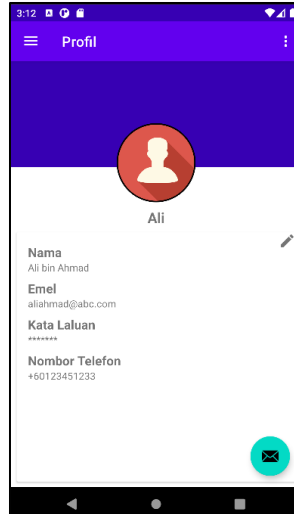 3:12
Profil
Ali
Nama
Ali bin Ahmad
Emel
aliahmad@abc.com
Kata Laluan
*******
Nombor Telefon
+60123451233